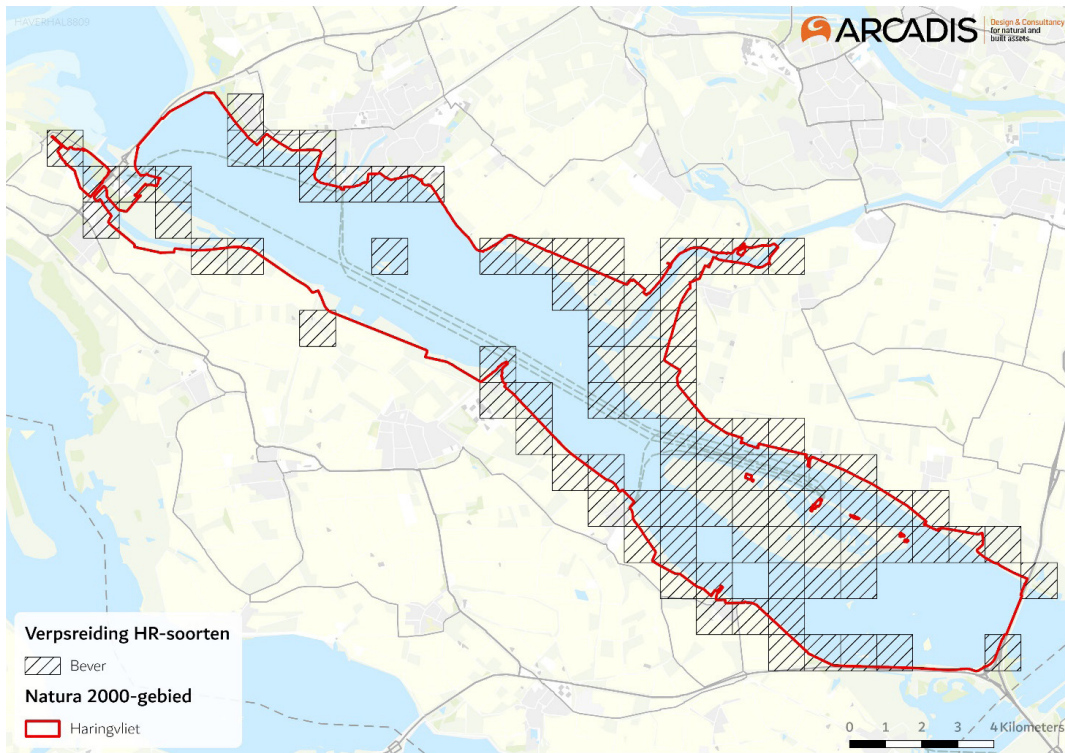 HAVERHAL8809
ARCADIS
Design & Consultancy
for natural and
built assets
Verpsreiding HR-soorten
Bever
Natura 2000-gebied
Haringvliet
0 1 2 3 4 Kilometers